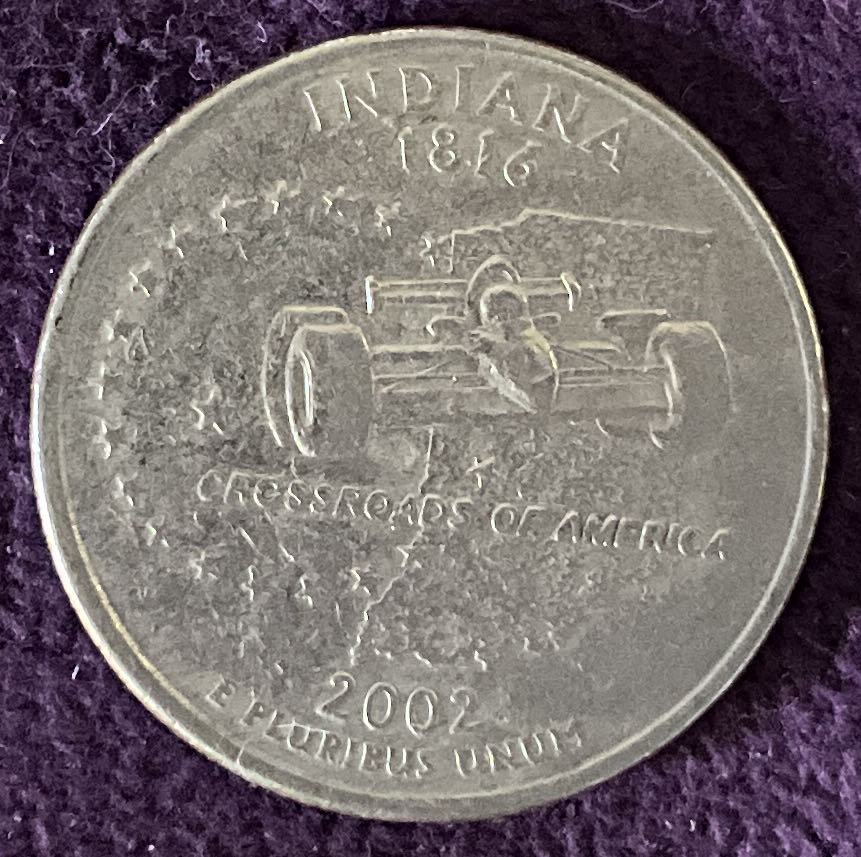 INDIANA
1816
CROSSROADS OF AMERICA
2002
E PLURIBUS UNUM